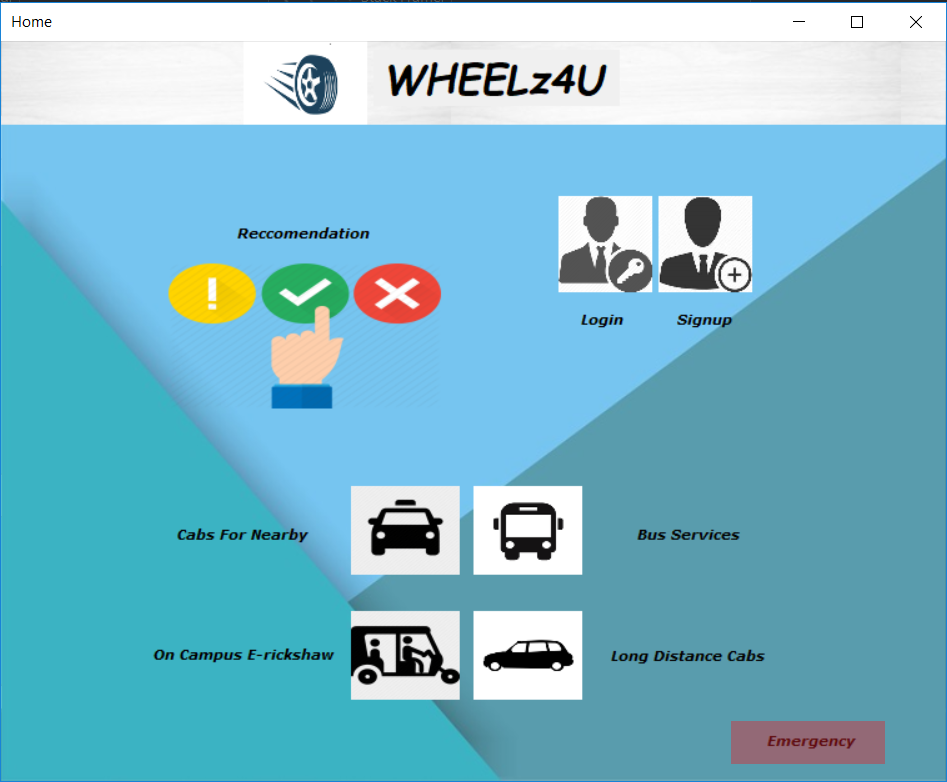 Home
WHEELz4U
Reccomendation
Login
Signup
Cabs For Nearby
Bus Services
On Campus E-rickshaw
Long Distance Cabs
Emergency